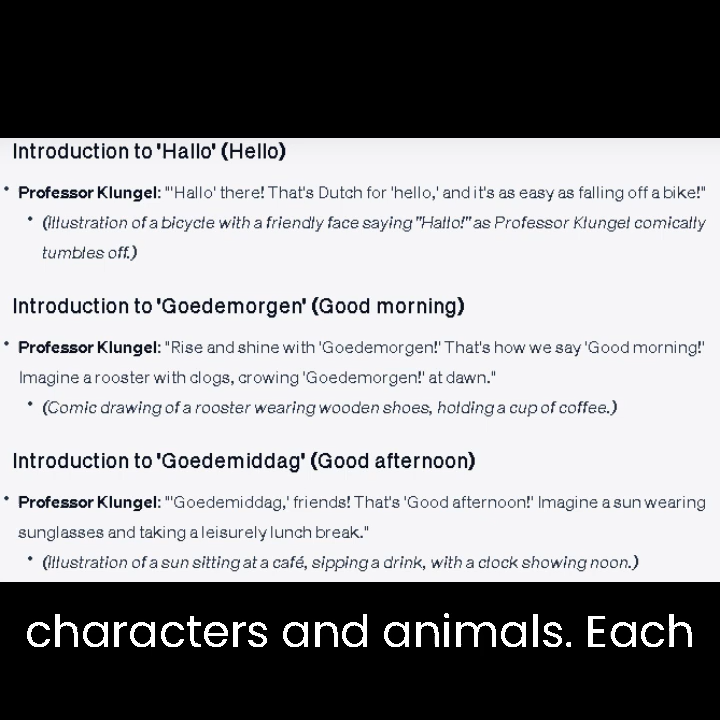 Introduction to 'Hallo' (Hello)
• Professor Klungel: "'Hallo' there! That's Dutch for 'hello,' and it's as easy as falling off a bike!"
• (Illustration of a bicycle with a friendly face saying "Hallo!" as Professor Klungel comically
tumbles off.)
Introduction to 'Goedemorgen' (Good morning)
• Professor Klungel: "Rise and shine with 'Goedemorgen!' That's how we say 'Good morning!'
Imagine a rooster with clogs, crowing 'Goedemorgen!' at dawn."
• (Comic drawing of a rooster wearing wooden shoes, holding a cup of coffee.)
Introduction to 'Goedemiddag' (Good afternoon)
• Professor Klungel: "'Goedemiddag,' friends! That's 'Good afternoon!' Imagine a sun wearing
sunglasses and taking a leisurely lunch break."
• (Illustration of a sun sitting at a café, sipping a drink, with a clock showing noon.)
characters and animals. Each